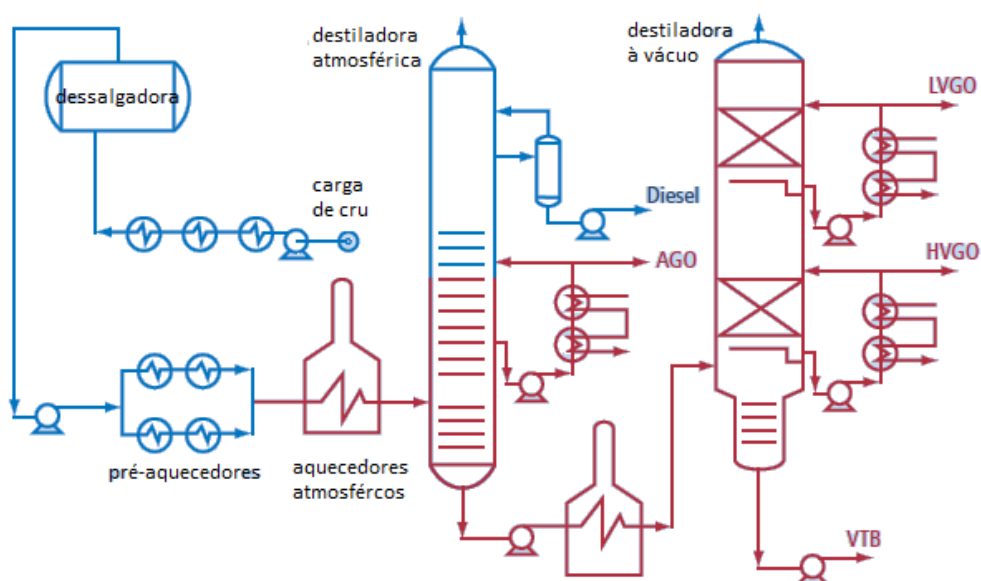 destiladora
atmosférica
destiladora
à vácuo
dessalgadora
LVGO
carga
de cru
Diesel
AGO
HVGO
pré-aquecedores
aquecedores
atmosfércos
VTB